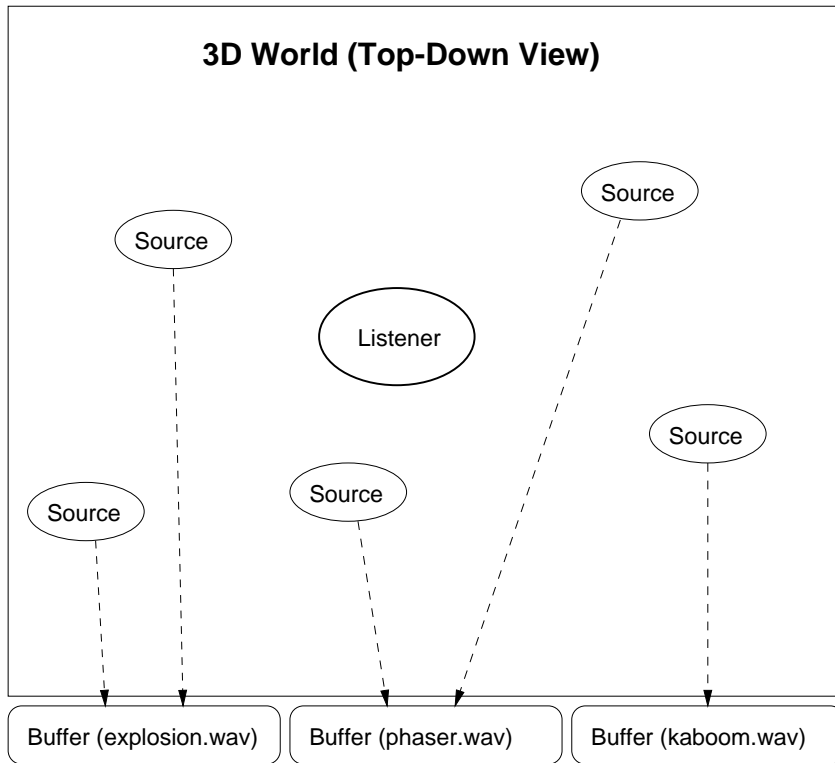 3D World (Top-Down View)
Source
Source
Listener
Source
Source
Source
Buffer (explosion.wav)
Buffer (phaser.wav)
Buffer (kaboom.wav)